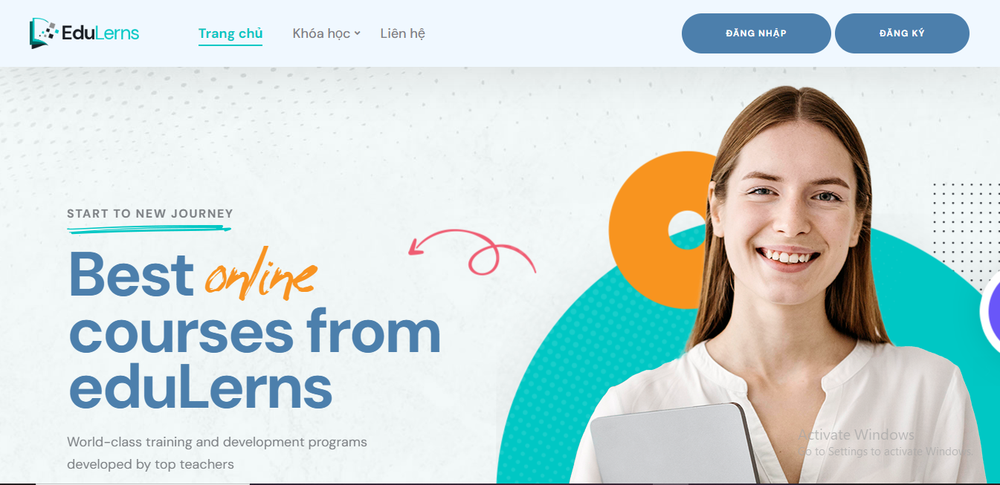 EduLerns
Trang chủ
Khóa học
Liên hệ
ĐĂNG NHẬP
ĐĂNG KÝ
START TO NEW JOURNEY
Best online
courses from
eduLerns
World-class training and development programs
developed by top teachers
Activate Windows
Go to Settings to activate Windows.